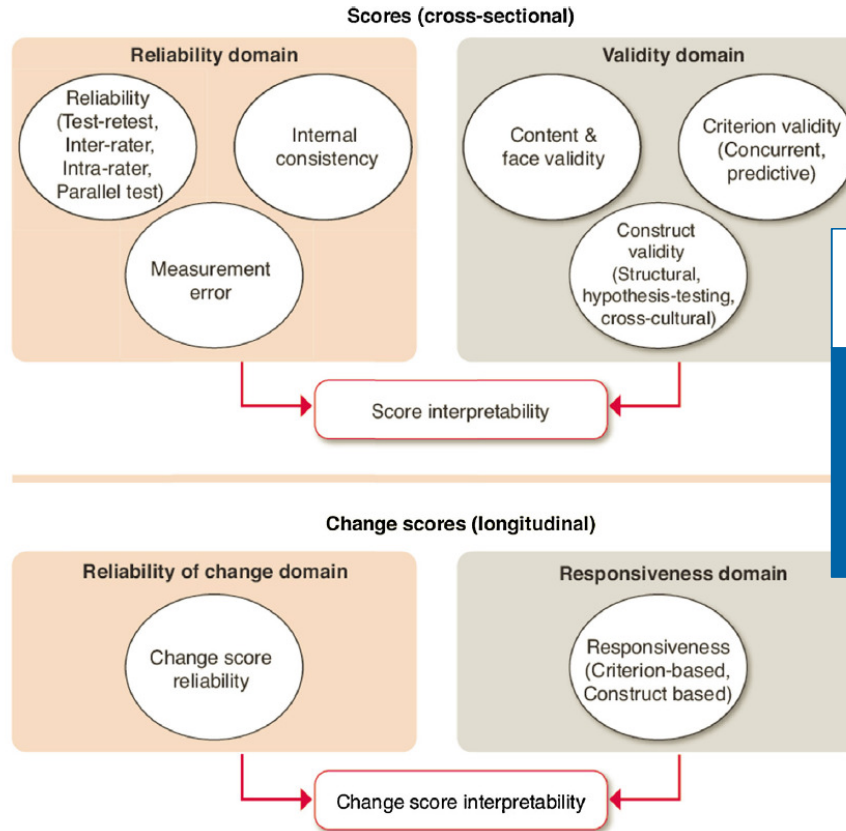 Scores (cross-sectional)
Reliability domain
Reliability
(Test-retest,
Inter-rater,
Intra-rater,
Parallel test)
Internal
consistency
Measurement
error
Validity domain
Content &
face validity
Criterion validity
(Concurrent,
predictive)
Construct
validity
(Structural,
hypothesis-testing,
cross-cultural)
Score interpretability
Change scores (longitudinal)
Reliability of change domain
Change score
reliability
Responsiveness domain
Responsiveness
(Criterion-based,
Construct based)
Change score interpretability